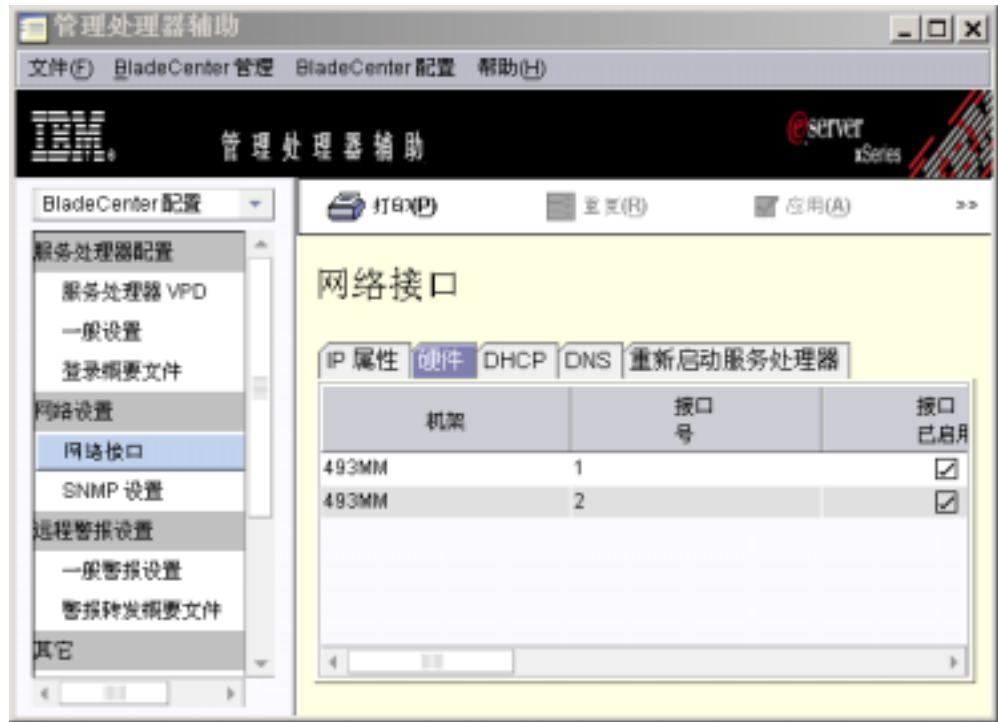 管理处理器辅助
文件(F) BladeCenter 管理 BladeCenter 配置 帮助(H)
IBM® 管理处理器辅助 eserver xSeries
BladeCenter 配置
打印(P) 重复(R) 应用(A) >>
服务处理器配置
服务处理器 VPD
一般设置
登录概要文件
网络设置
网络接口
SNMP 设置
远程警报设置
一般警报设置
警报转发概要文件
其它
网络接口
IP 属性 硬件 DHCP DNS 重新启动服务处理器
机架 接口号 接口已启用
493MM 1
493MM 2